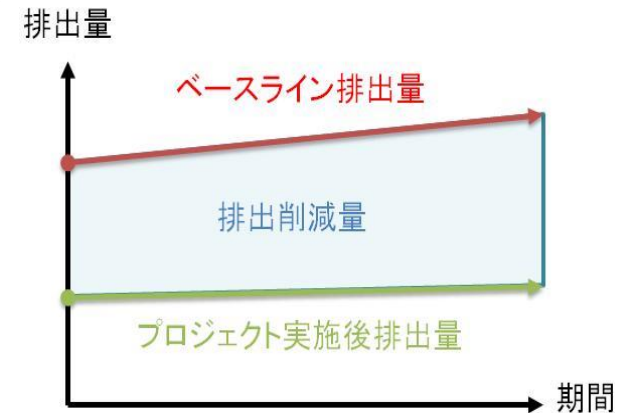 排出量
ベースライン排出量
排出削減量
プロジェクト実施後排出量
期間